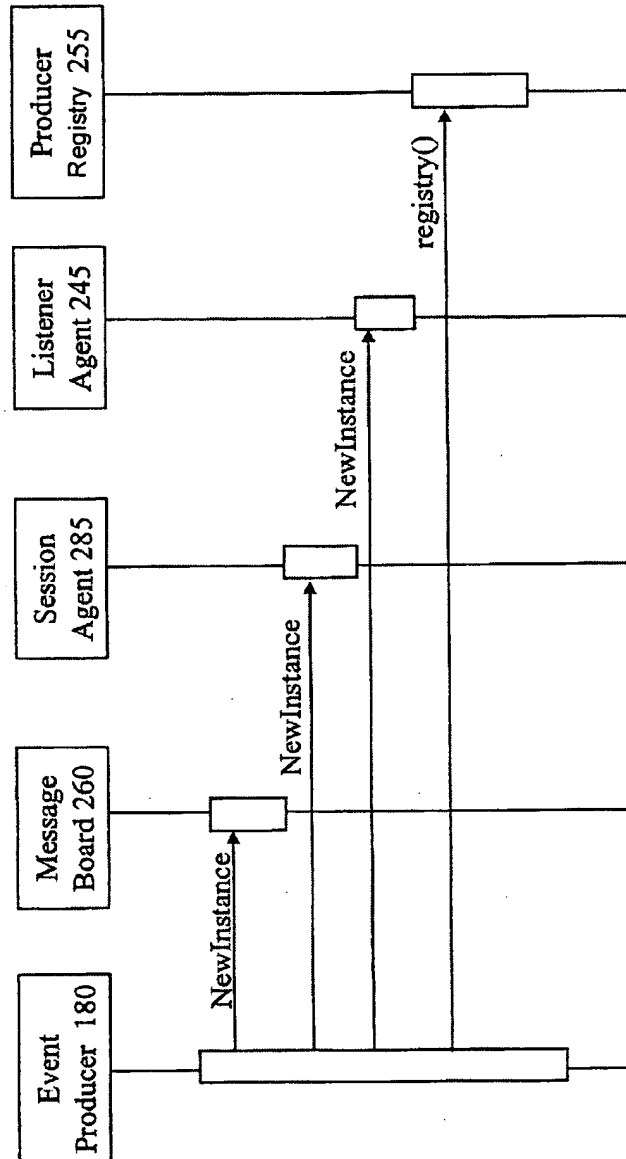 Event
Producer 180
Message
Board 260
Session
Agent 285
Listener
Agent 245
Producer
Registry 255
NewInstance
NewInstance
NewInstance
registry()